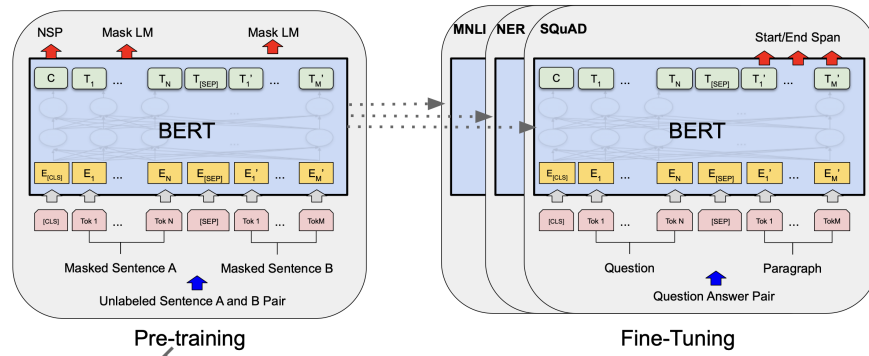 NSP Mask LM Mask LM
C T1 ... TN T[SEP] T1' ... TM'
BERT
E[CLS] E1 ... EN E[SEP] E1' ... EM'
[CLS] Tok 1 ... Tok N [SEP] Tok 1 ... TokM
Masked Sentence A Masked Sentence B
Unlabeled Sentence A and B Pair
Pre-training
MNLI NER SQuAD
Start/End Span
C T1 ... TN T[SEP] T1' ... TM'
BERT
E[CLS] E1 ... EN E[SEP] E1' ... EM'
[CLS] Tok 1 ... Tok N [SEP] Tok 1 ... TokM
Question Paragraph
Question Answer Pair
Fine-Tuning